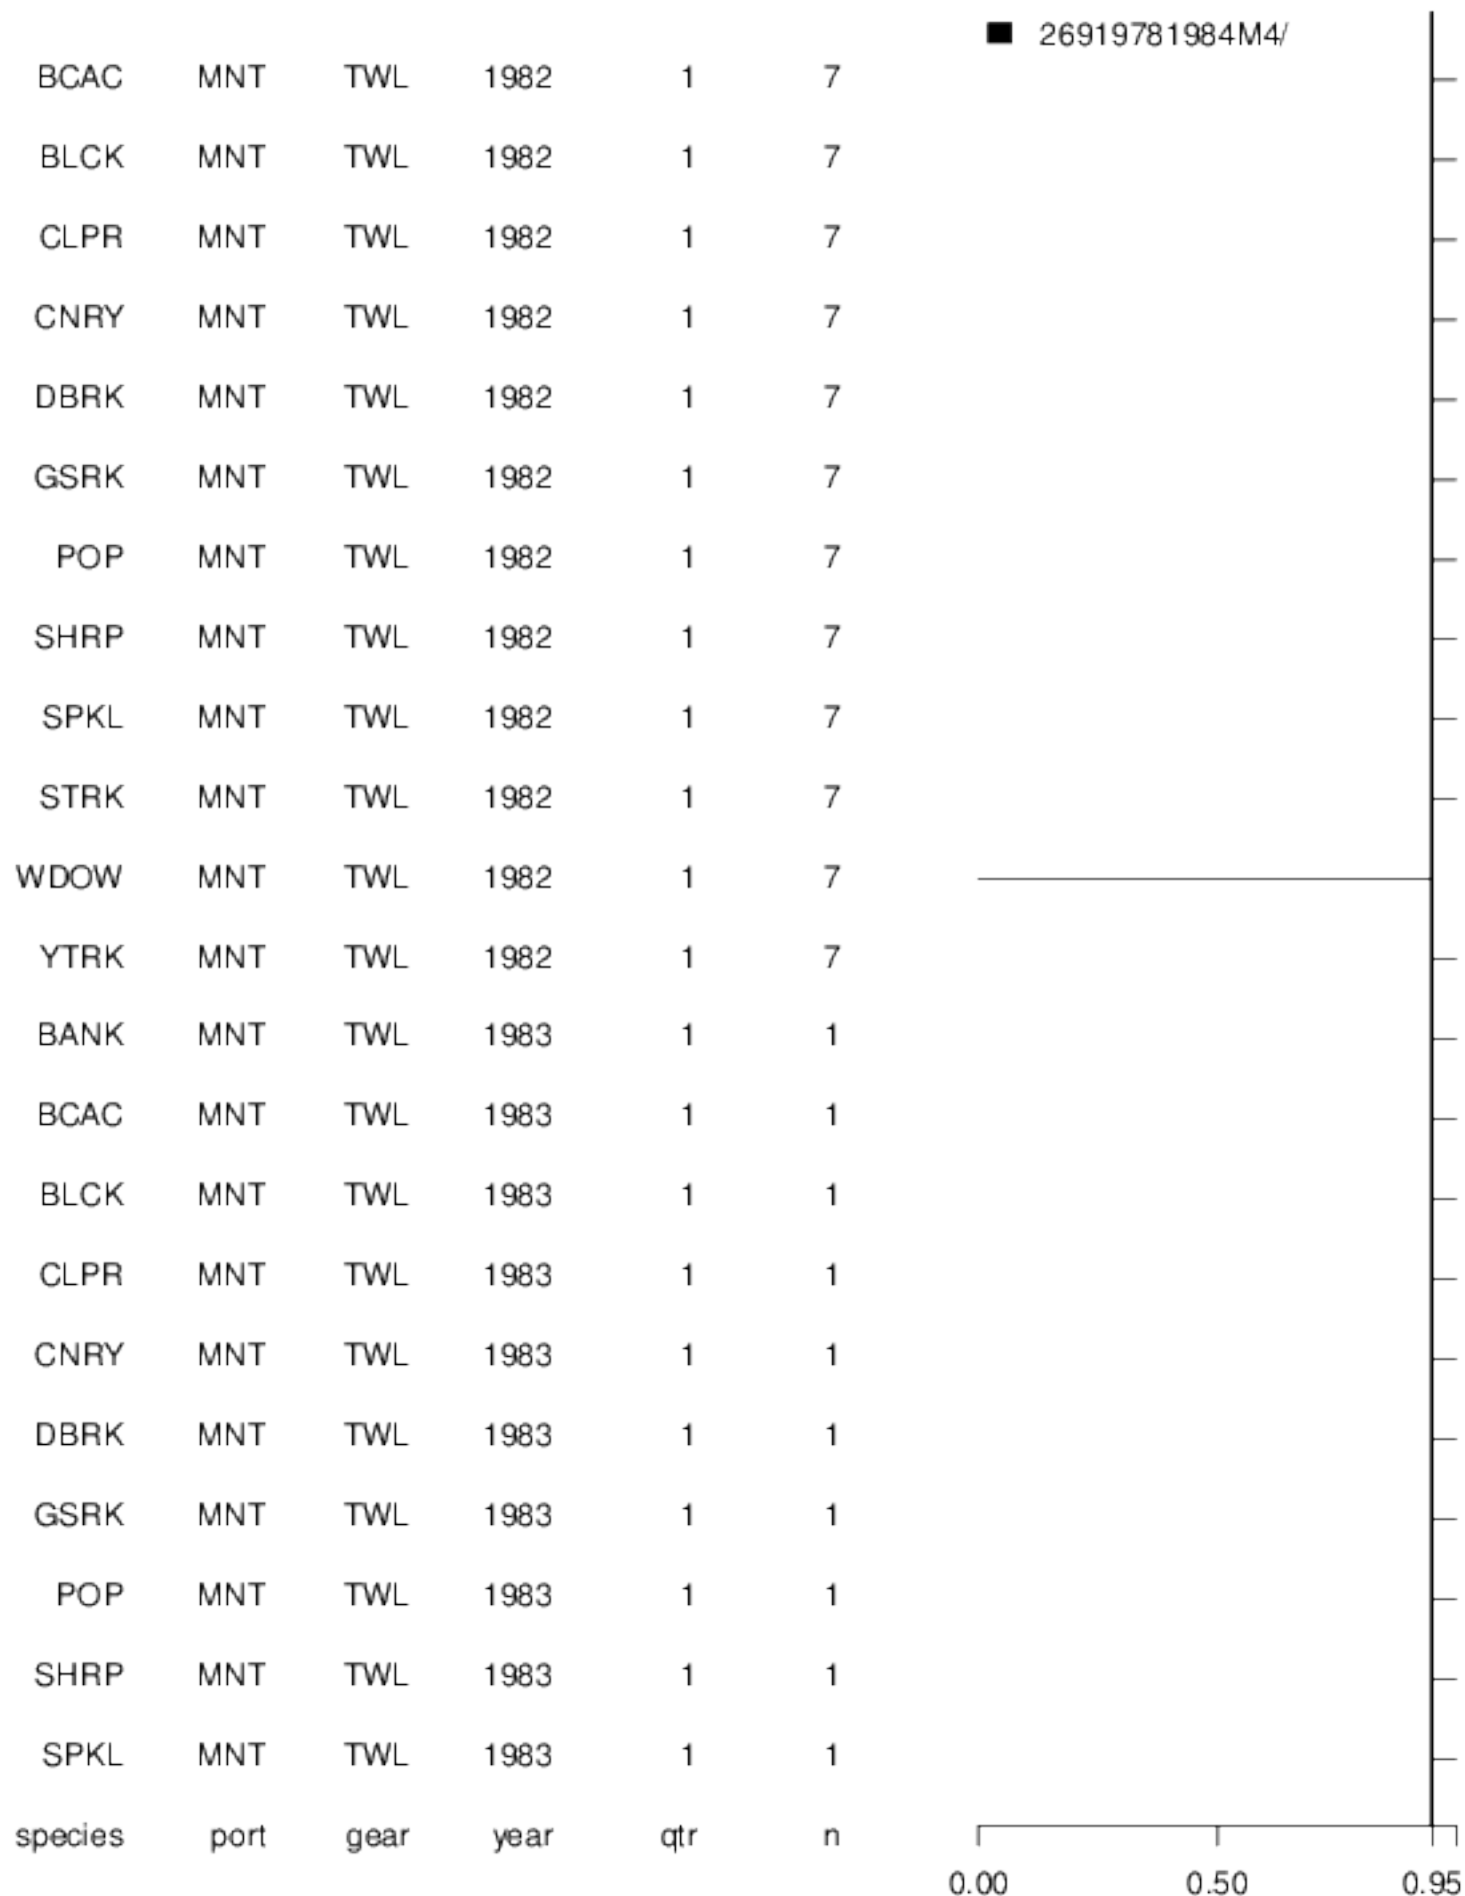 26919781984M4/
BCAC MNT TWL 1982 1 7
BLCK MNT TWL 1982 1 7
CLPR MNT TWL 1982 1 7
CNRY MNT TWL 1982 1 7
DBRK MNT TWL 1982 1 7
GSRK MNT TWL 1982 1 7
POP MNT TWL 1982 1 7
SHRP MNT TWL 1982 1 7
SPKL MNT TWL 1982 1 7
STRK MNT TWL 1982 1 7
WDOW MNT TWL 1982 1 7
YTRK MNT TWL 1982 1 7
BANK MNT TWL 1983 1 1
BCAC MNT TWL 1983 1 1
BLCK MNT TWL 1983 1 1
CLPR MNT TWL 1983 1 1
CNRY MNT TWL 1983 1 1
DBRK MNT TWL 1983 1 1
GSRK MNT TWL 1983 1 1
POP MNT TWL 1983 1 1
SHRP MNT TWL 1983 1 1
SPKL MNT TWL 1983 1 1
species port gear year qtr n
0.00 0.50 0.95